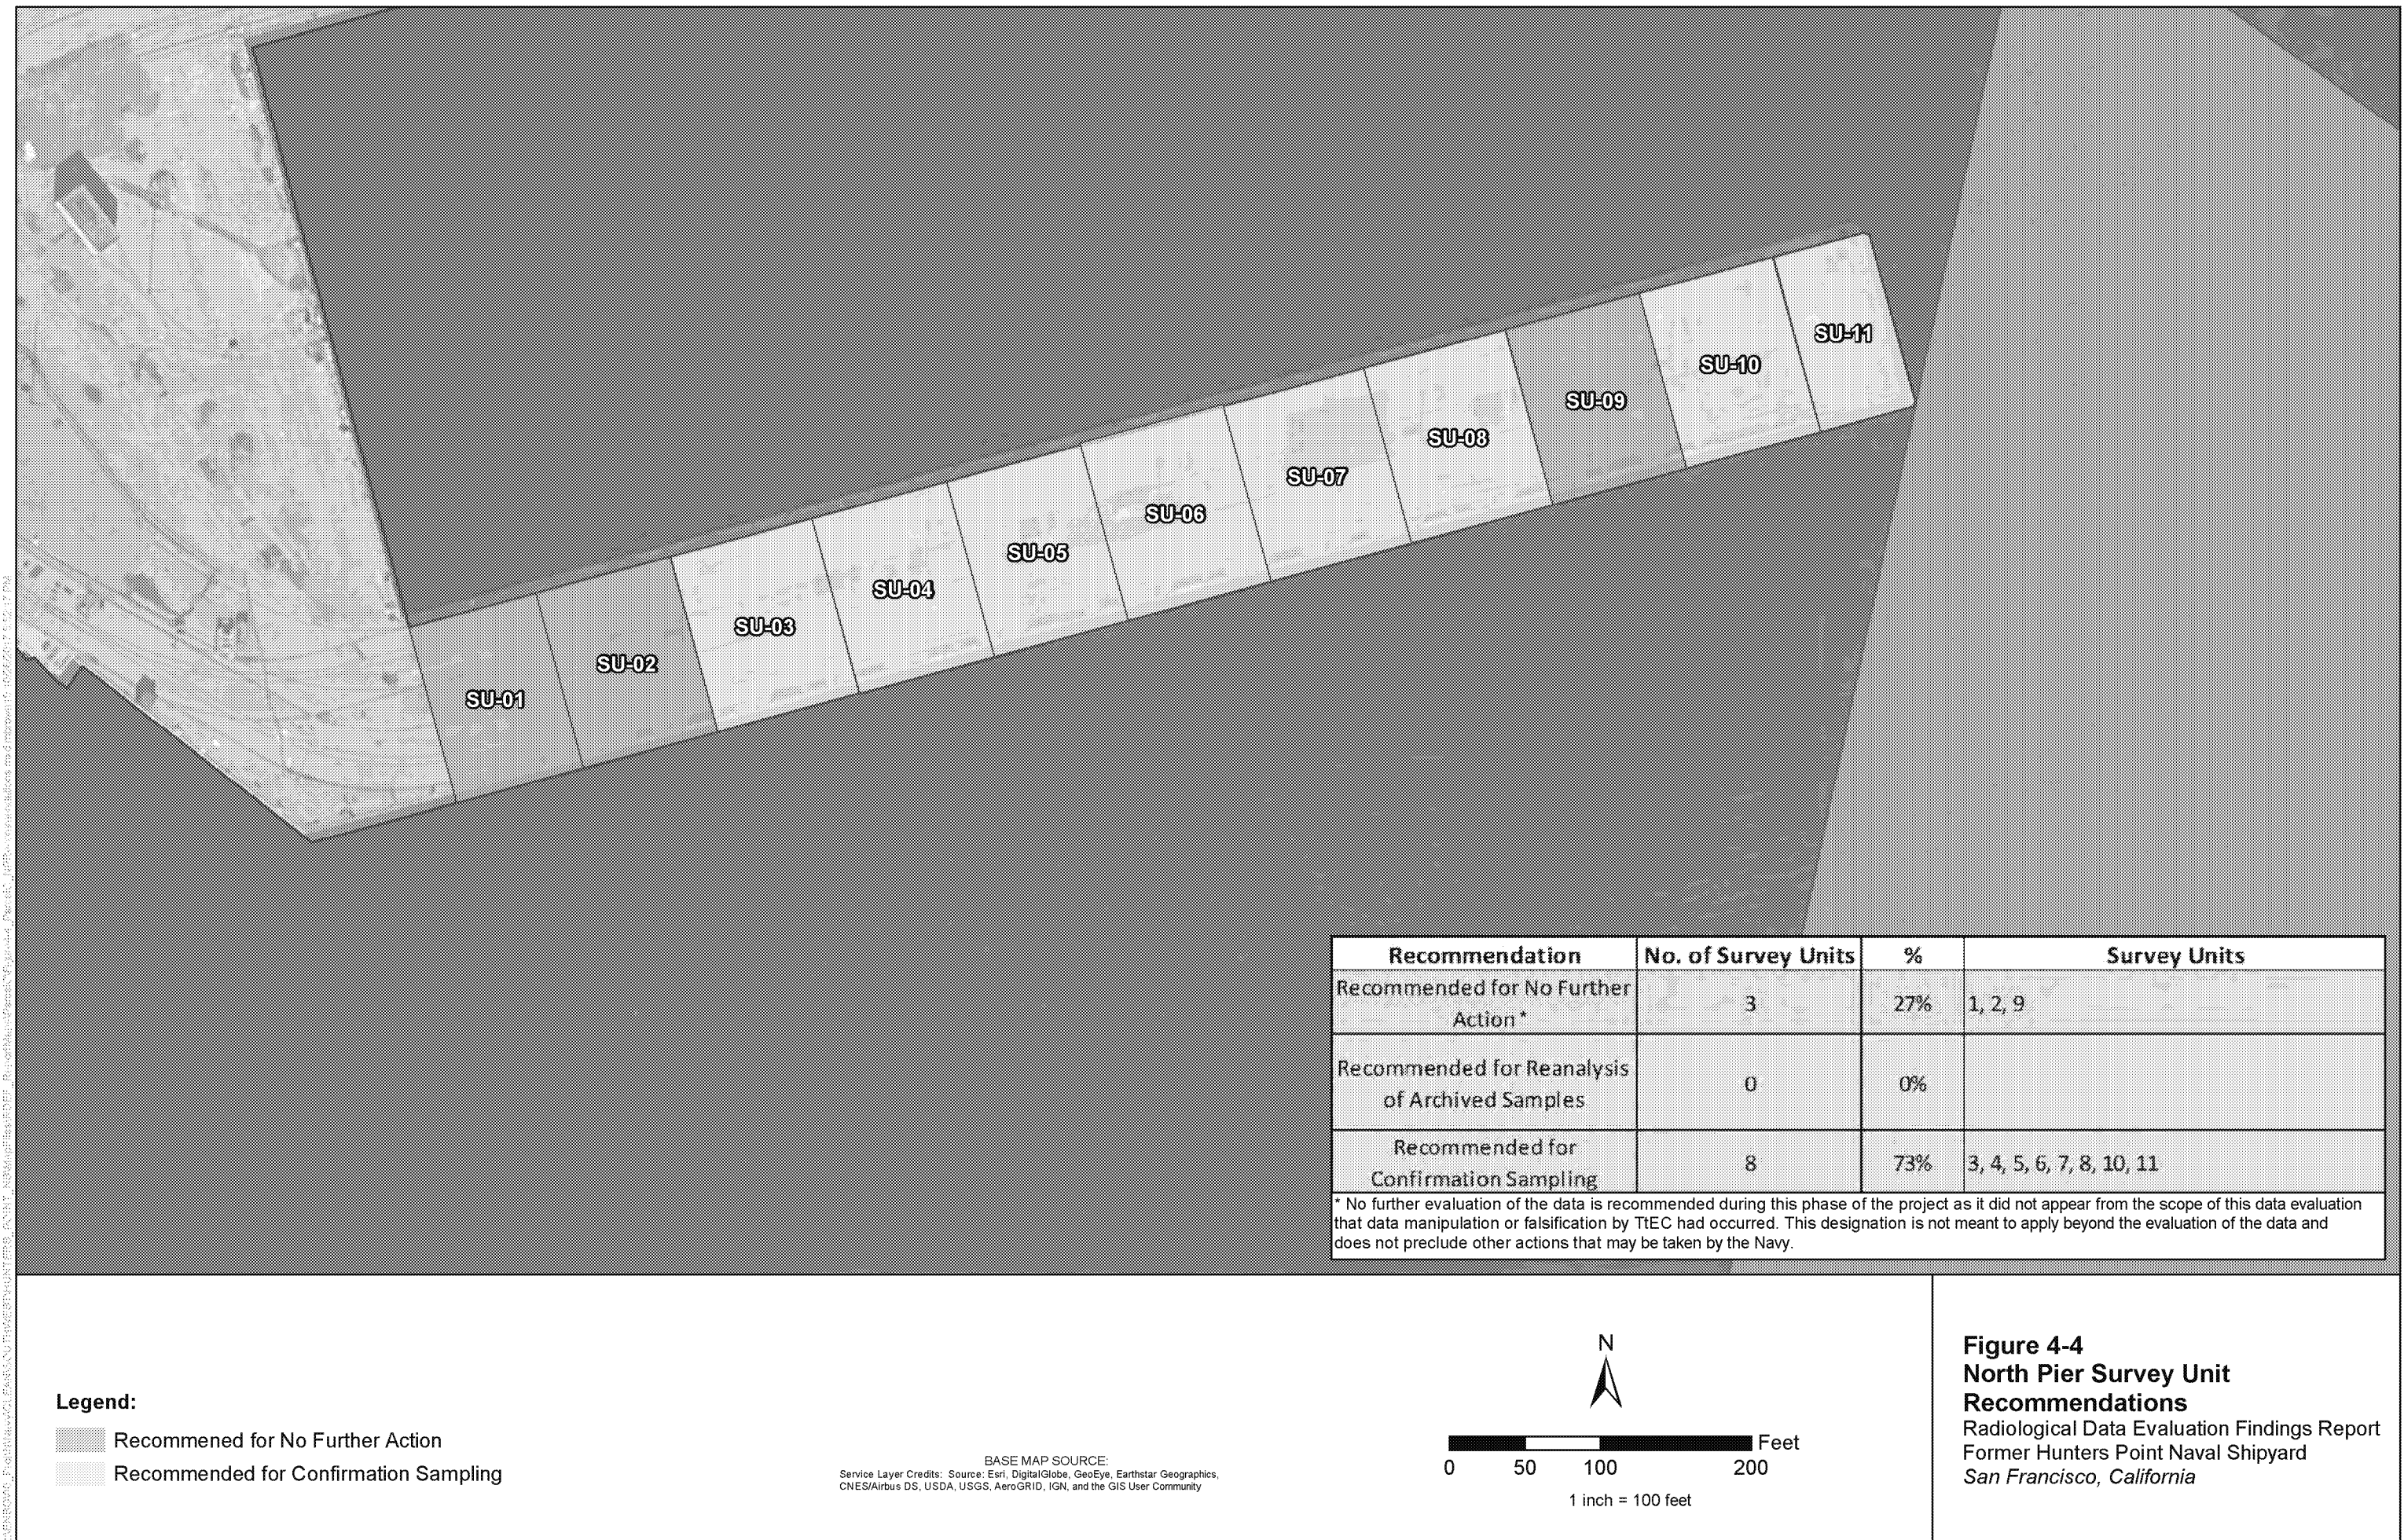 SU-11
SU-10
SU-09
SU-08
SU-07
SU-06
SU-05
SU-04
SU-03
SU-02
SU-01
Recommendation No. of Survey Units % Survey Units
Recommended for No Further
Action * 3 27% 1, 2, 9
Recommended for Reanalysis
of Archived Samples 0 0%
Recommended for
Confirmation Sampling 8 73% 3, 4, 5, 6, 7, 8, 10, 11
* No further evaluation of the data is recommended during this phase of the project as it did not appear from the scope of this data evaluation
that data manipulation or falsification by TtEC had occurred. This designation is not meant to apply beyond the evaluation of the data and
does not preclude other actions that may be taken by the Navy.
Legend:
Recommened for No Further Action
Recommended for Confirmation Sampling
BASE MAP SOURCE:
Service Layer Credits: Source: Esri, DigitalGlobe, GeoEye, Earthstar Geographics,
CNES/Airbus DS, USDA, USGS, AeroGRID, IGN, and the GIS User Community
N
Feet
0 50 100 200
1 inch = 100 feet
Figure 4-4
North Pier Survey Unit
Recommendations
Radiological Data Evaluation Findings Report
Former Hunters Point Naval Shipyard
San Francisco, California